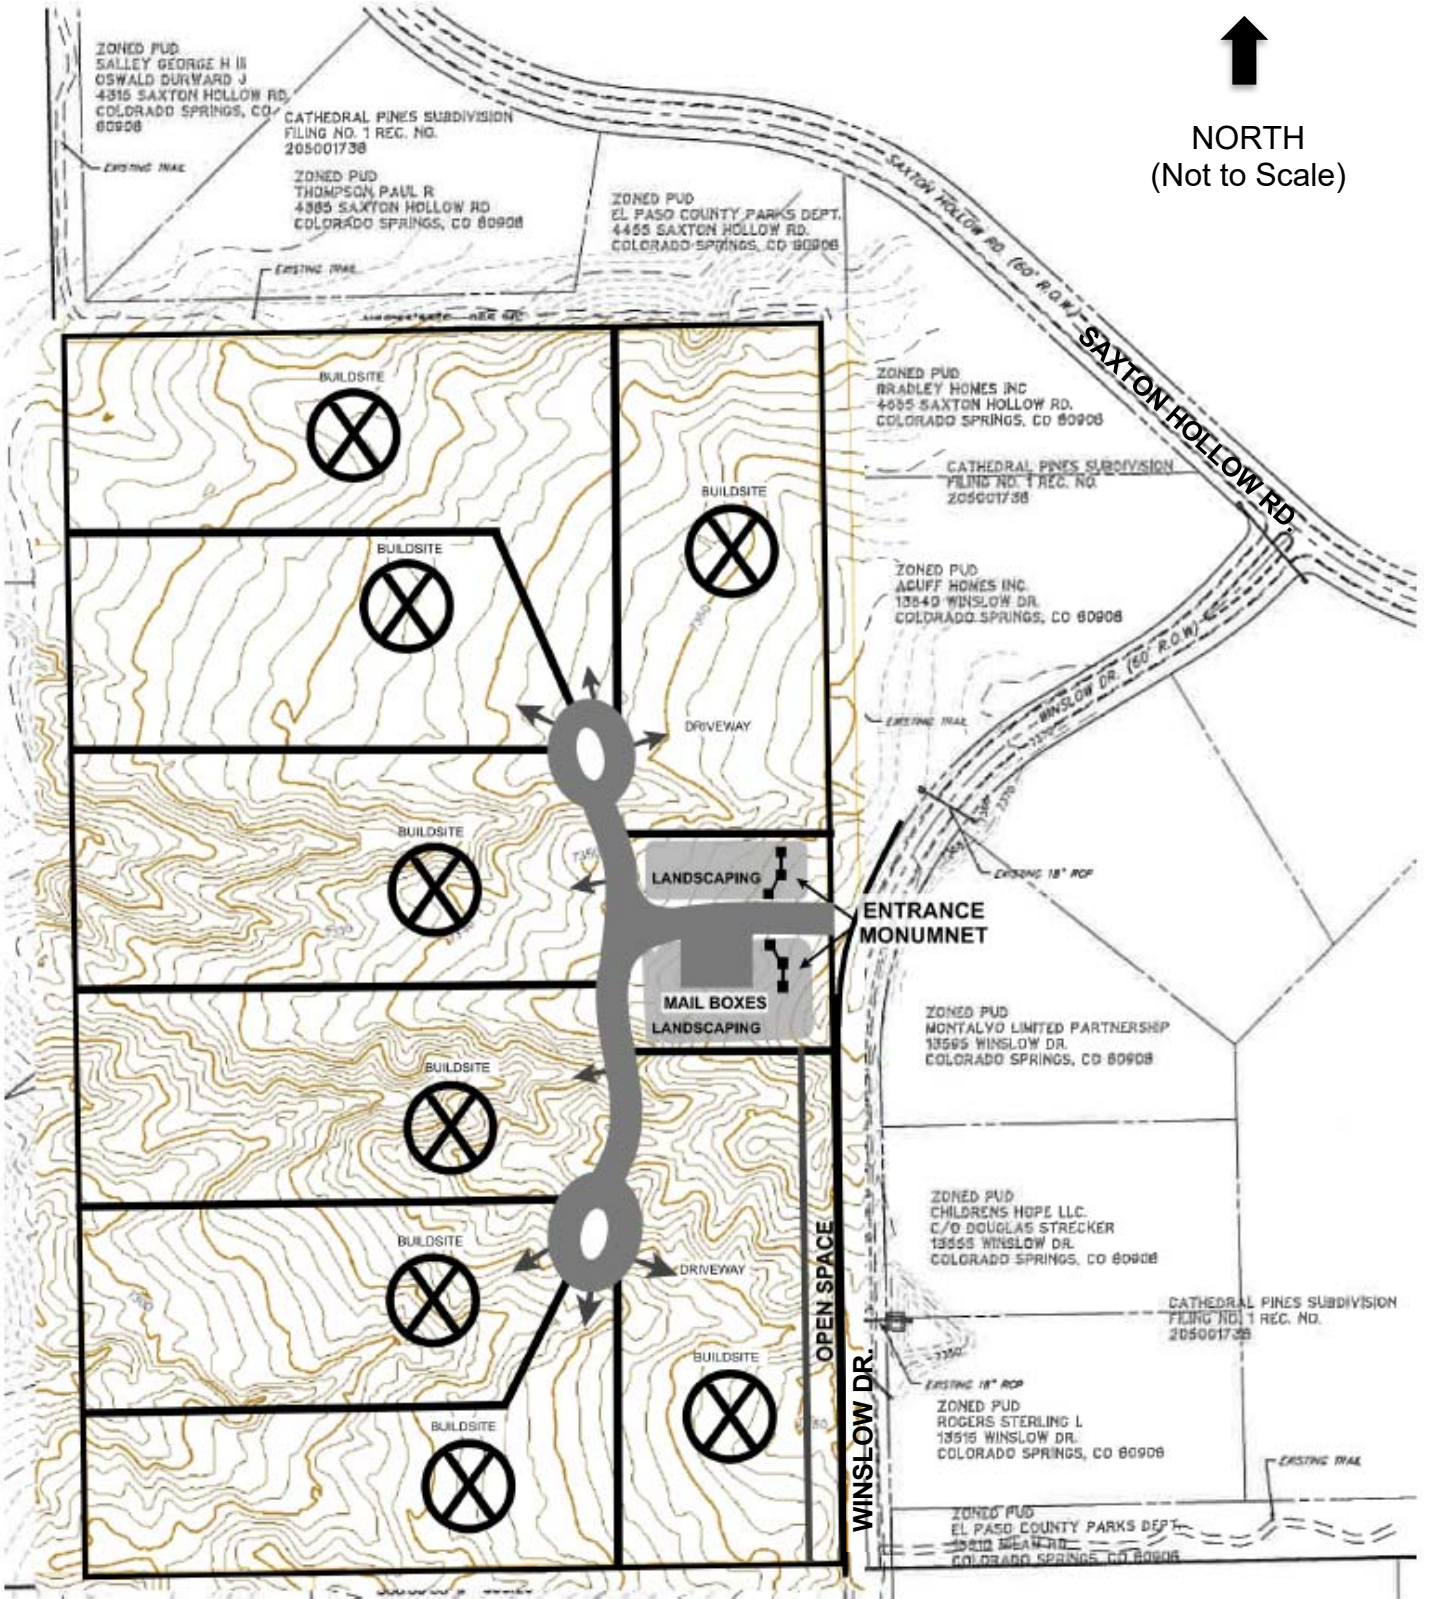 ZONED PUD
SALLEY GEORGE H III
OSWALD DURWARD J
4315 SAXTON HOLLOW RD.
COLORADO SPRINGS, CO
80908
EXISTING TRAIL
CATHEDRAL PINES SUBDIVISION
FILING NO. 1 REC. NO.
205001738
ZONED PUD
THOMPSON PAUL R
4385 SAXTON HOLLOW RD
COLORADO SPRINGS, CO 80908
EXISTING TRAIL
ZONED PUD
EL PASO COUNTY PARKS DEPT.
4455 SAXTON HOLLOW RD.
COLORADO SPRINGS, CO 80908
NORTH
(Not to Scale)
SAXTON HOLLOW RD. (60' R.O.W)
SAXTON HOLLOW RD.
ZONED PUD
BRADLEY HOMES INC
4655 SAXTON HOLLOW RD.
COLORADO SPRINGS, CO 80908
CATHEDRAL PINES SUBDIVISION
FILING NO. 1 REC. NO.
205001738
ZONED PUD
ACUFF HOMES INC.
13640 WINSLOW DR.
COLORADO SPRINGS, CO 80908
WINSLOW DR. (60' R.O.W)
7370
EXISTING TRAIL
7370
EXISTING 18" RCP
BUILDSITE
BUILDSITE
BUILDSITE
7350
DRIVEWAY
BUILDSITE
7350
LANDSCAPING
ENTRANCE
MONUMNET
MAIL BOXES
LANDSCAPING
BUILDSITE
BUILDSITE
7300
DRIVEWAY
BUILDSITE
BUILDSITE
OPEN SPACE
WINSLOW DR.
ZONED PUD
MONTALVO LIMITED PARTNERSHIP
13595 WINSLOW DR.
COLORADO SPRINGS, CO 80908
ZONED PUD
CHILDRENS HOPE LLC.
C/O DOUGLAS STRECKER
13555 WINSLOW DR.
COLORADO SPRINGS, CO 80908
CATHEDRAL PINES SUBDIVISION
FILING NO. 1 REC. NO.
205001738
7350
EXISTING 18" RCP
ZONED PUD
ROGERS STERLING L
13515 WINSLOW DR.
COLORADO SPRINGS, CO 80908
EXISTING TRAIL
ZONED PUD
EL PASO COUNTY PARKS DEPT.
COLORADO SPRINGS, CO 80908